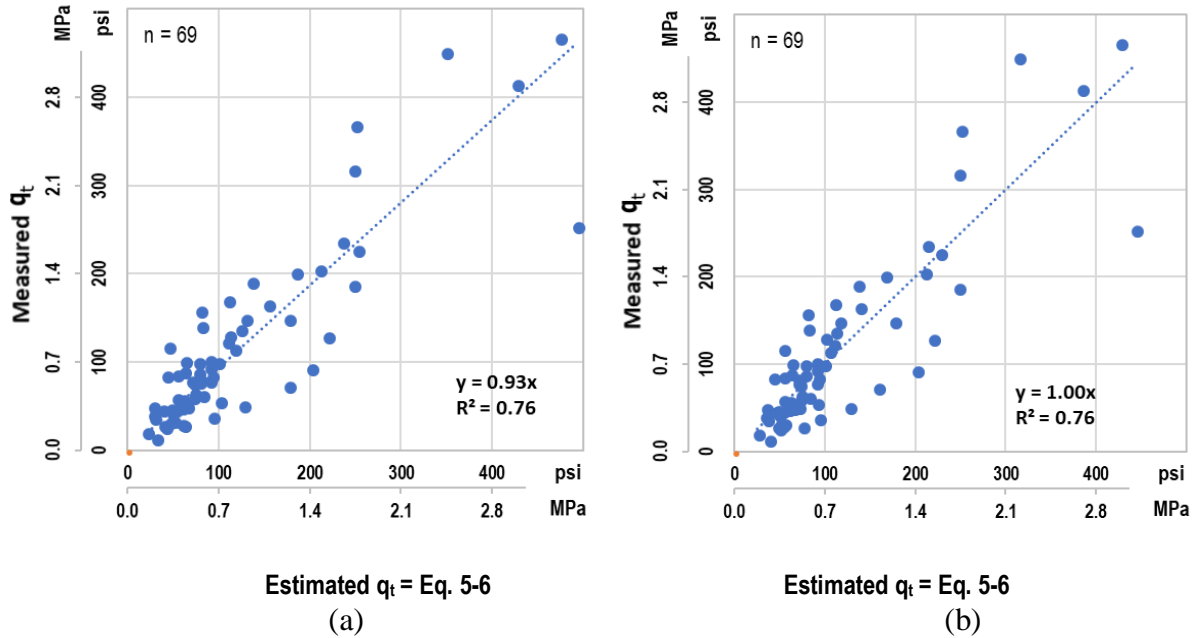 MPa
psi
n = 69
400
2.8
300
2.1
Measured qt
200
1.4
100
0.7
y = 0.93x
R² = 0.76
0
0.0
0 100 200 300 400 psi
0.0 0.7 1.4 2.1 2.8 MPa
Estimated qt = Eq. 5-6
(a)
MPa
psi
n = 69
400
2.8
300
2.1
Measured qt
200
1.4
100
0.7
y = 1.00x
R² = 0.76
0
0.0
0 100 200 300 400 psi
0.0 0.7 1.4 2.1 2.8 MPa
Estimated qt = Eq. 5-6
(b)